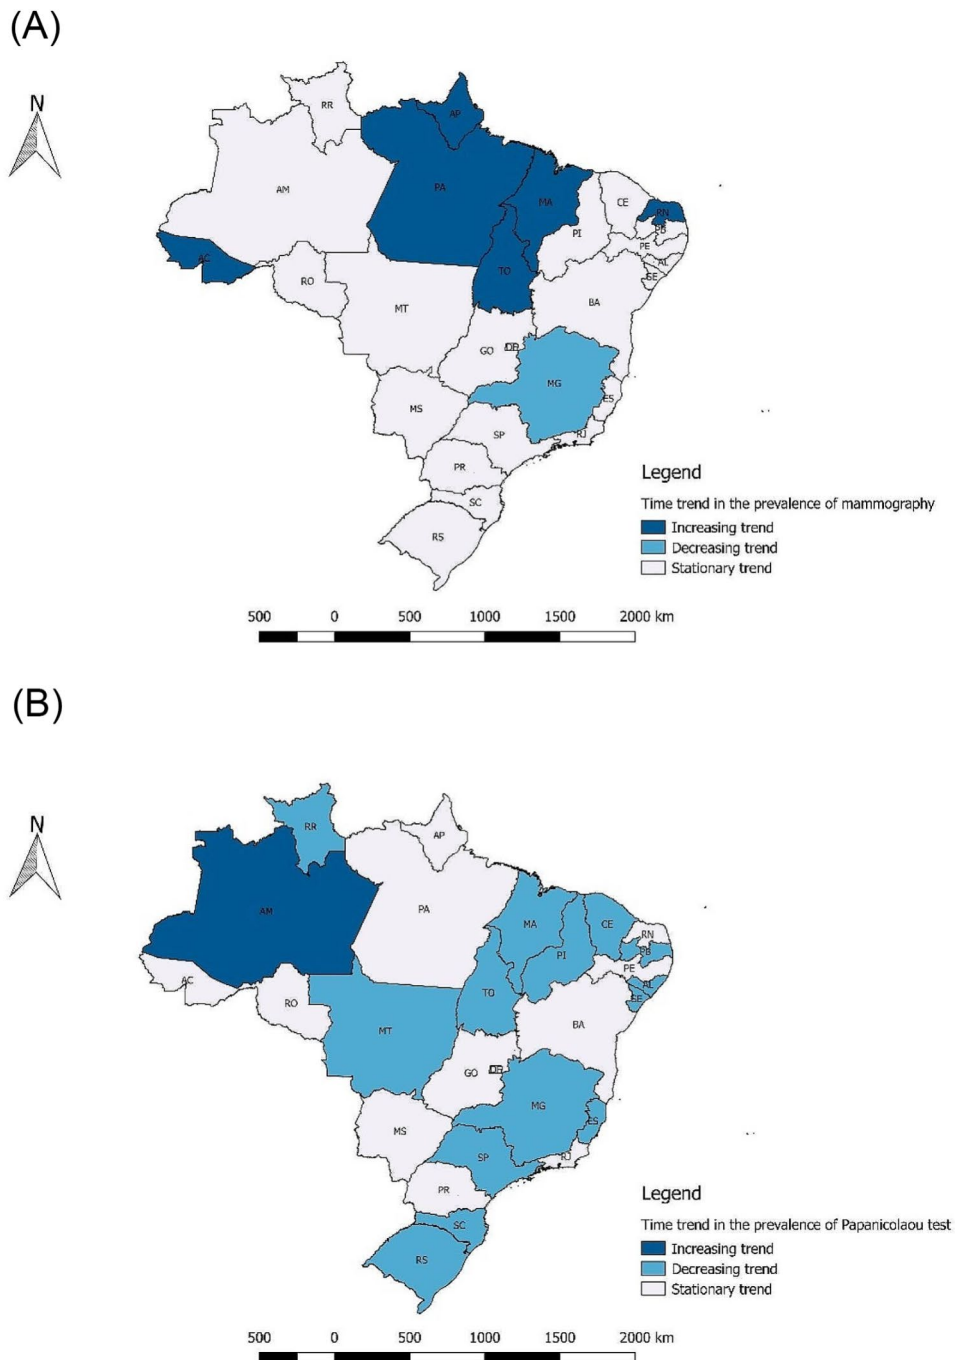 (A)
N
RR
AP
AM
PA
MA
CE
RN
PB
PI
PE
AL
SE
AC
RO
TO
BA
MT
GO
DF
MG
ES
MS
SP
RJ
PR
SC
RS
Legend
Time trend in the prevalence of mammography
Increasing trend
Decreasing trend
Stationary trend
500 0 500 1000 1500 2000 km
(B)
N
RR
AP
AM
PA
MA
CE
RN
PB
PI
PE
AL
SE
AC
RO
TO
BA
MT
GO
DF
MG
ES
MS
SP
RJ
PR
SC
RS
Legend
Time trend in the prevalence of Papanicolaou test
Increasing trend
Decreasing trend
Stationary trend
500 0 500 1000 1500 2000 km